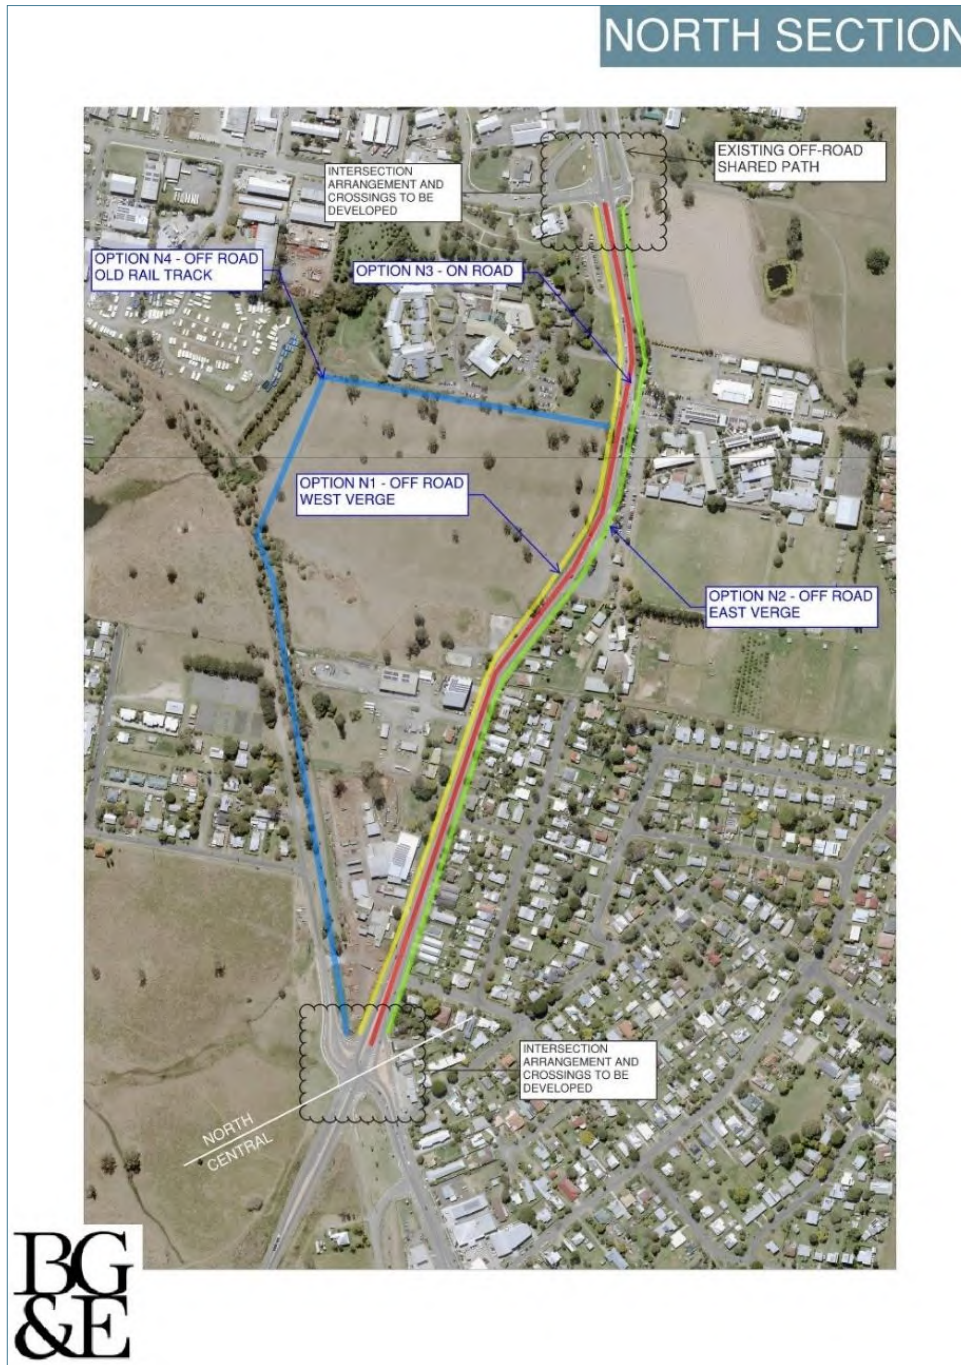 NORTH SECTION
EXISTING OFF-ROAD
SHARED PATH
INTERSECTION
ARRANGEMENT AND
CROSSINGS TO BE
DEVELOPED
OPTION N4 - OFF ROAD
OLD RAIL TRACK
OPTION N3 - ON ROAD
OPTION N1 - OFF ROAD
WEST VERGE
OPTION N2 - OFF ROAD
EAST VERGE
INTERSECTION
ARRANGEMENT AND
CROSSINGS TO BE
DEVELOPED
NORTH
CENTRAL
BG
&E